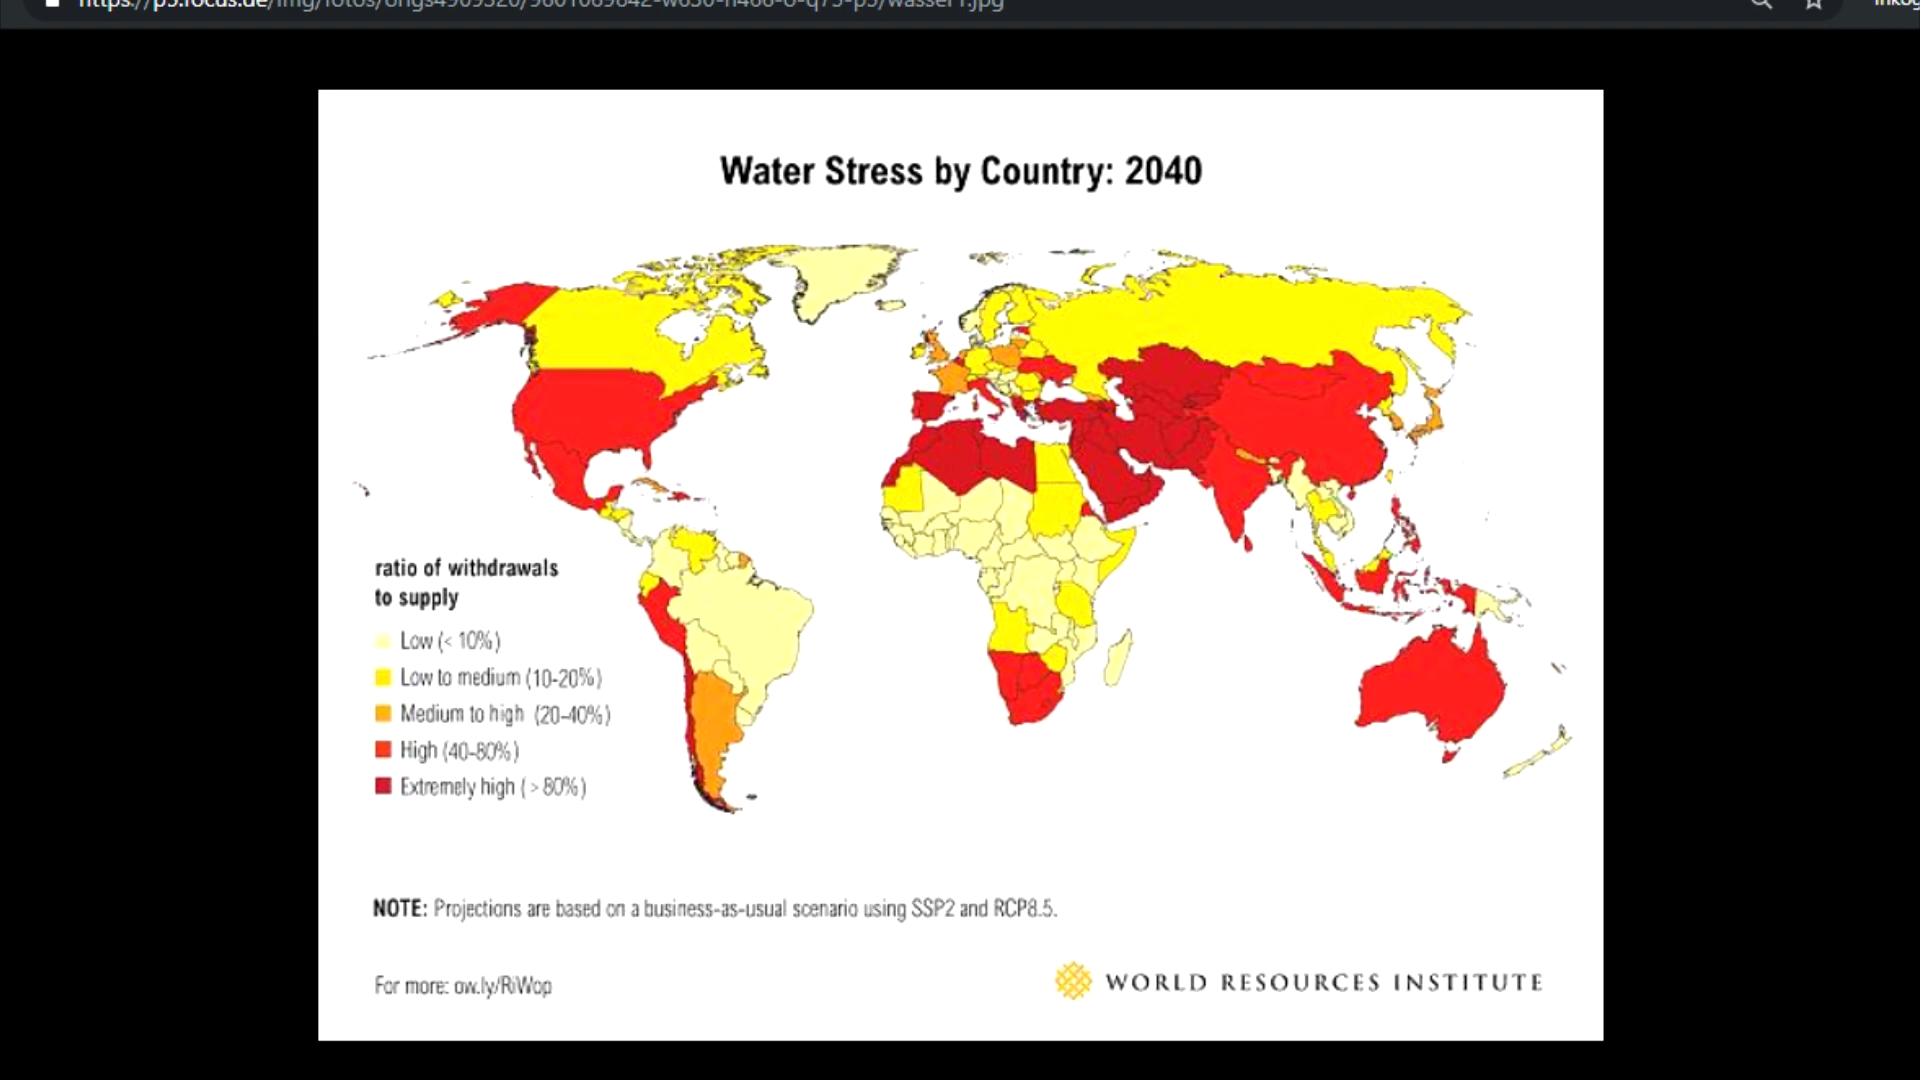 Water Stress by Country: 2040
ratio of withdrawals
to supply
Low (< 10%)
Low to medium (10-20%)
Medium to high (20-40%)
High (40-80%)
Extremely high ( > 80%)
NOTE: Projections are based on a business-as-usual scenario using SSP2 and RCP8.5.
For more: ow.ly/RiWop
WORLD RESOURCES INSTITUTE